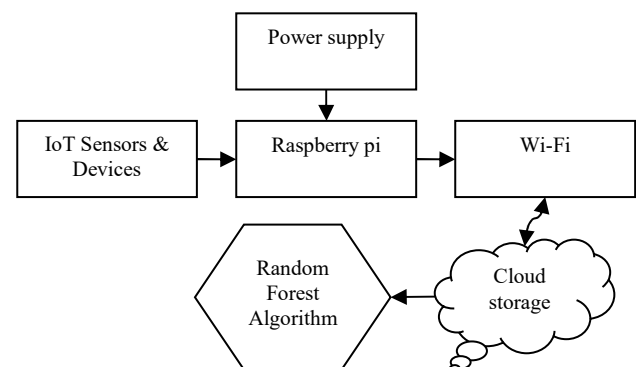 Power supply
IoT Sensors &
Devices
Raspberry pi
Wi-Fi
Random
Forest
Algorithm
Cloud
storage